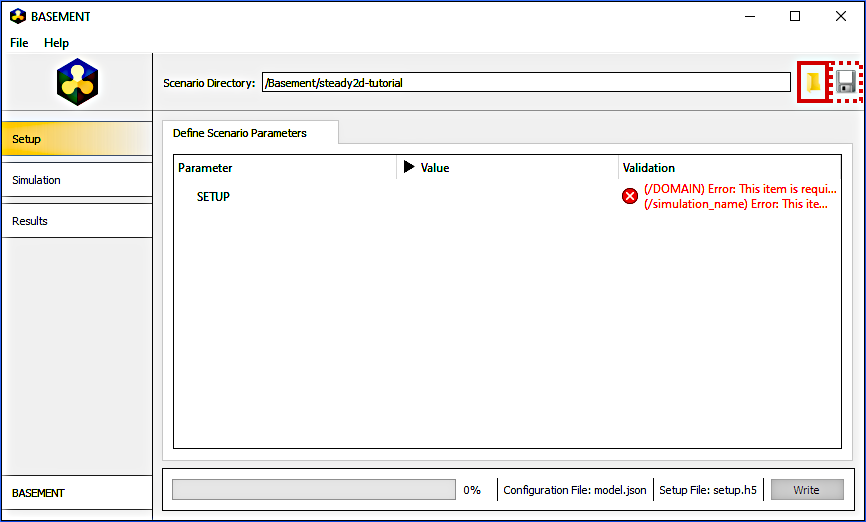 BASEMENT
File Help
Scenario Directory: /Basement/steady2d-tutorial
Setup
Simulation
Results
BASEMENT
Define Scenario Parameters
Parameter Value Validation
SETUP (/DOMAIN) Error: This item is requi...
(/simulation_name) Error: This ite...
0% Configuration File: model.json Setup File: setup.h5 Write